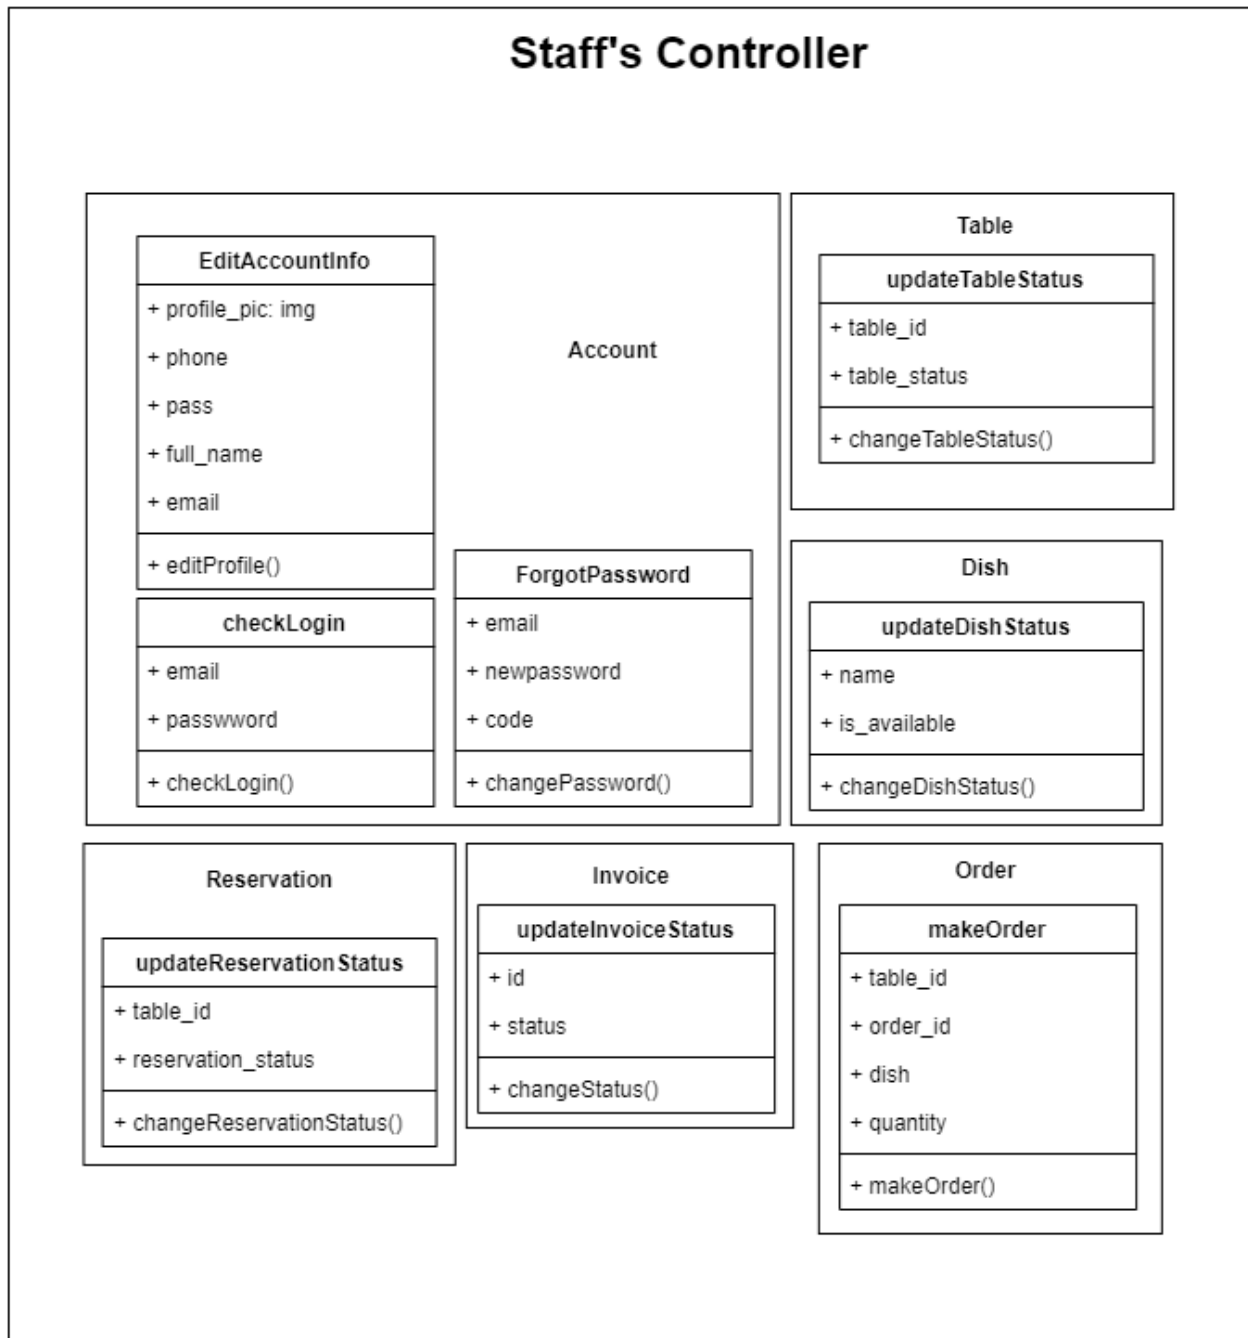 Staff's Controller
EditAccountInfo
+ profile_pic: img
+ phone
+ pass
+ full_name
+ email
+ editProfile()
checkLogin
+ email
+ passwword
+ checkLogin()
Account
ForgotPassword
+ email
+ newpassword
+ code
+ changePassword()
Table
updateTableStatus
+ table_id
+ table_status
+ changeTableStatus()
Dish
updateDishStatus
+ name
+ is_available
+ changeDishStatus()
Reservation
updateReservationStatus
+ table_id
+ reservation_status
+ changeReservationStatus()
Invoice
updateInvoiceStatus
+ id
+ status
+ changeStatus()
Order
makeOrder
+ table_id
+ order_id
+ dish
+ quantity
+ makeOrder()